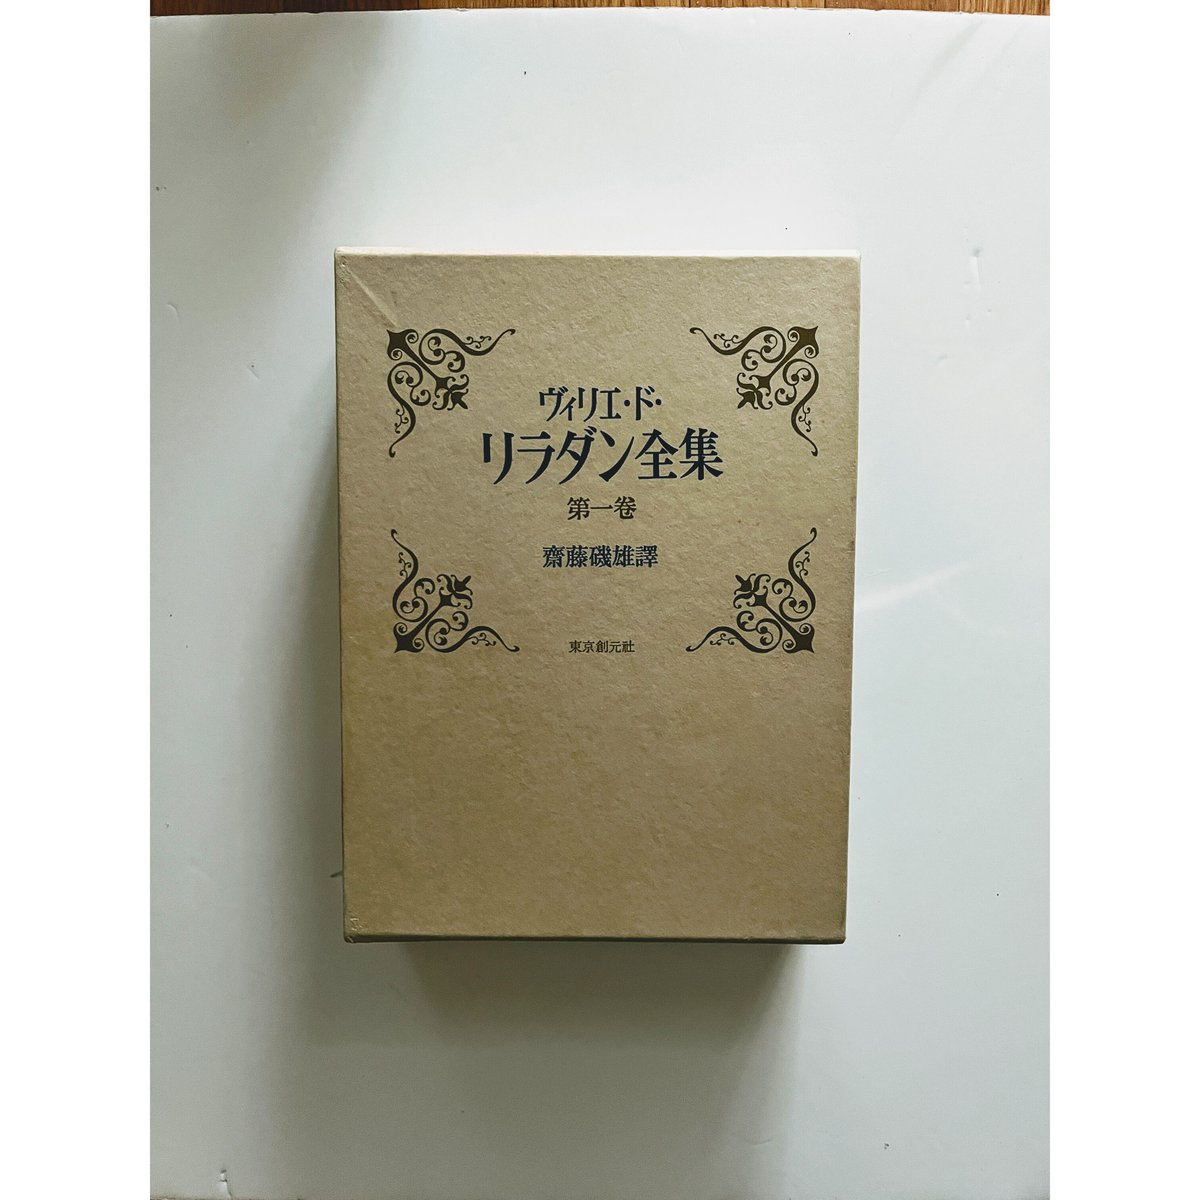 ヴィリエ・ド・
リラダン全集
第一卷
齋藤磯雄譯
東京創元社